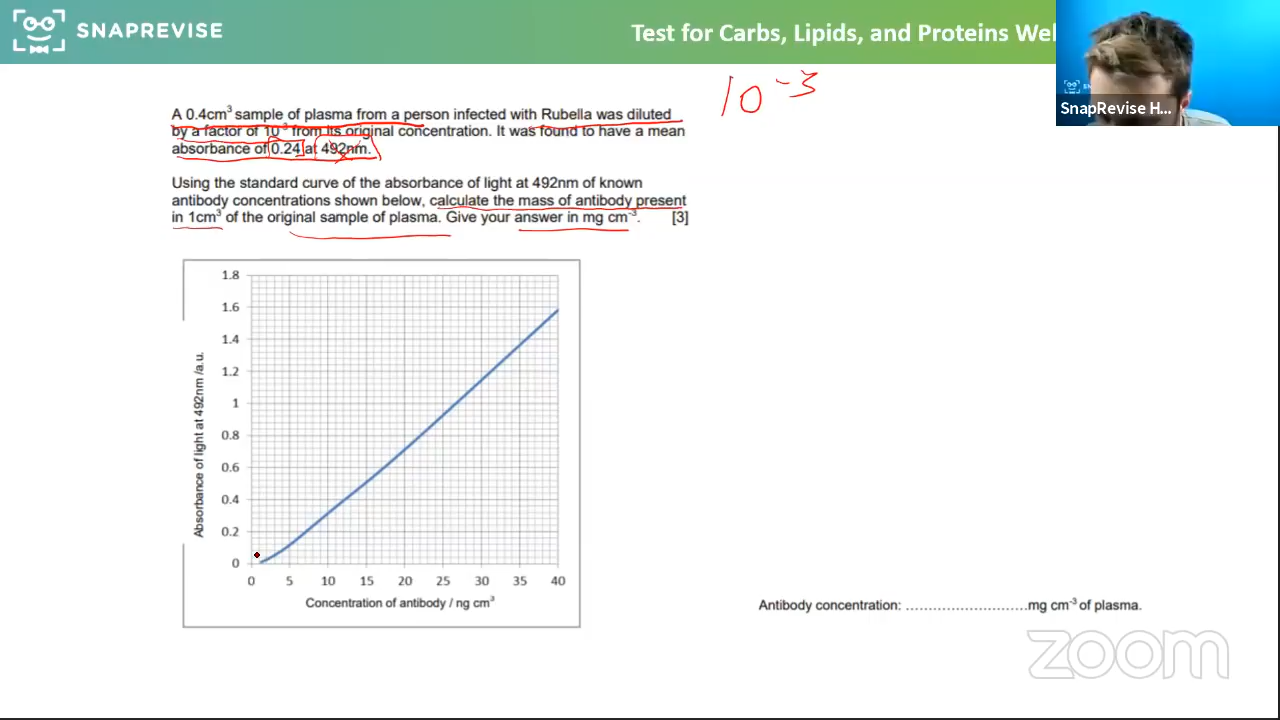 SNAPREVISE
Test for Carbs, Lipids, and Proteins We
SnapRevise H...
10⁻³
A 0.4cm³ sample of plasma from a person infected with Rubella was diluted
by a factor of 10⁻³ from its original concentration. It was found to have a mean
absorbance of 0.24 at 492nm.
Using the standard curve of the absorbance of light at 492nm of known
antibody concentrations shown below, calculate the mass of antibody present
in 1cm³ of the original sample of plasma. Give your answer in mg cm⁻³. [3]
1.8
1.6
1.4
1.2
1
0.8
0.6
0.4
0.2
0
Absorbance of light at 492nm /a.u.
0 5 10 15 20 25 30 35 40
Concentration of antibody / ng cm³
Antibody concentration: ............................mg cm⁻³ of plasma.
zoom